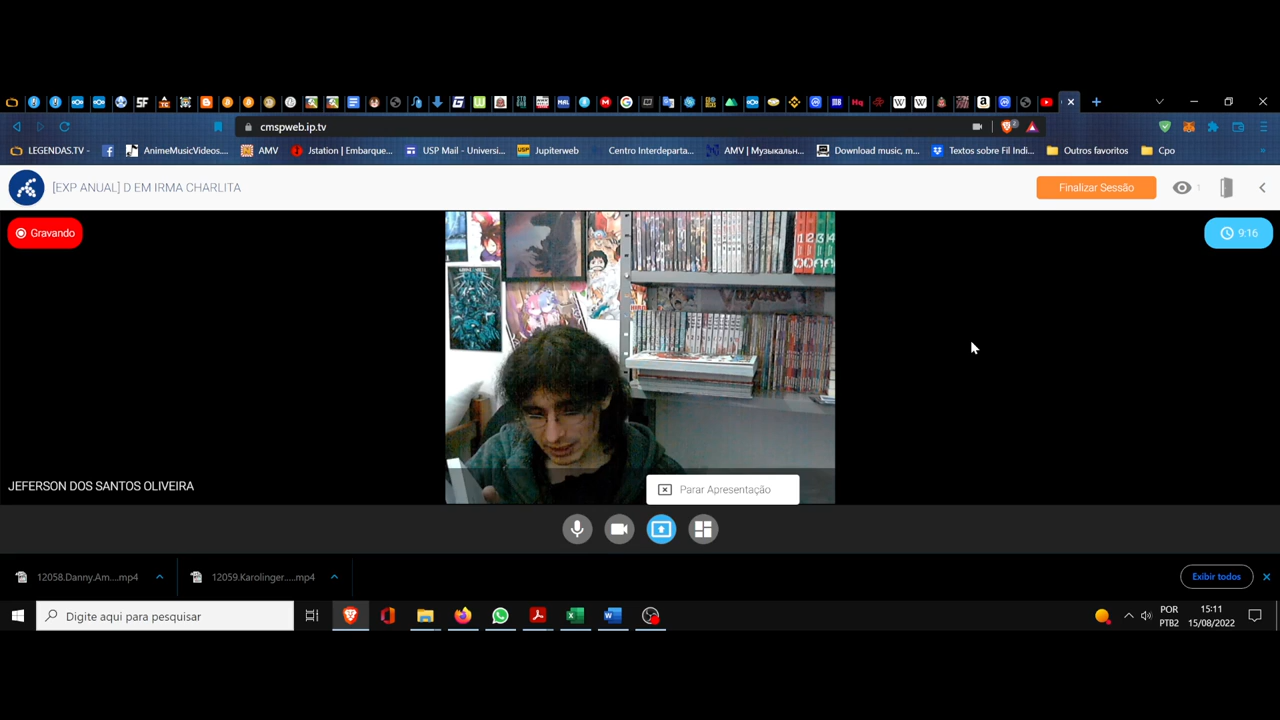 cmspweb.ip.tv
2
LEGENDAS.TV -
AnimeMusicVideos...
AMV
Jstation | Embarque...
USP Mail - Universi...
Jupiterweb
Centro Interdeparta...
AMV | Музыкальн...
Download music, m...
Textos sobre Fil Indi...
Outros favoritos
Cpo
[EXP ANUAL] D EM IRMA CHARLITA
Finalizar Sessão
1
Gravando
9:16
JEFERSON DOS SANTOS OLIVEIRA
Parar Apresentação
12058.Danny.Am....mp4
12059.Karolinger.....mp4
Exibir todos
Digite aqui para pesquisar
POR
PTB2
15:11
15/08/2022